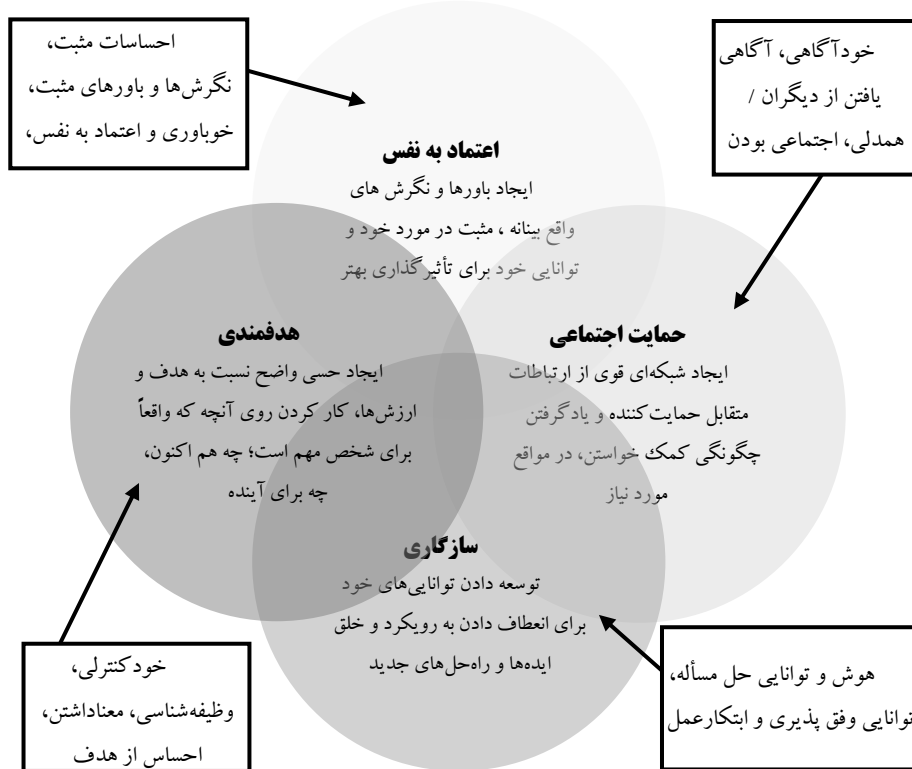 احساسات مثبت،
نگرش‌ها و باورهای مثبت،
خوباوری و اعتماد به نفس،
خودآگاهی، آگاهی
یافتن از دیگران /
همدلی، اجتماعی بودن
اعتماد به نفس
ایجاد باورها و نگرش های
واقع بینانه ، مثبت در مورد خود و
توانایی خود برای تأثیرگذاری بهتر
حمایت اجتماعی
ایجاد شبکه‌ای قوی از ارتباطات
متقابل حمایت‌کننده و یادگرفتن
چگونگی کمک خواستن، در مواقع
مورد نیاز
هدفمندی
ایجاد حسی واضح نسبت به هدف و
ارزش‌ها، کار کردن روی آنچه که واقعاً
برای شخص مهم است؛ چه هم اکنون،
چه برای آینده
سازگاری
توسعه دادن توانایی‌های خود
برای انعطاف دادن به رویکرد و خلق
ایده‌ها و راه‌حل‌های جدید
هوش و توانایی حل مسأله،
توانایی وفق پذیری و ابتکارعمل
خودکنترلی،
وظیفه‌شناسی، معناداشتن،
احساس از هدف